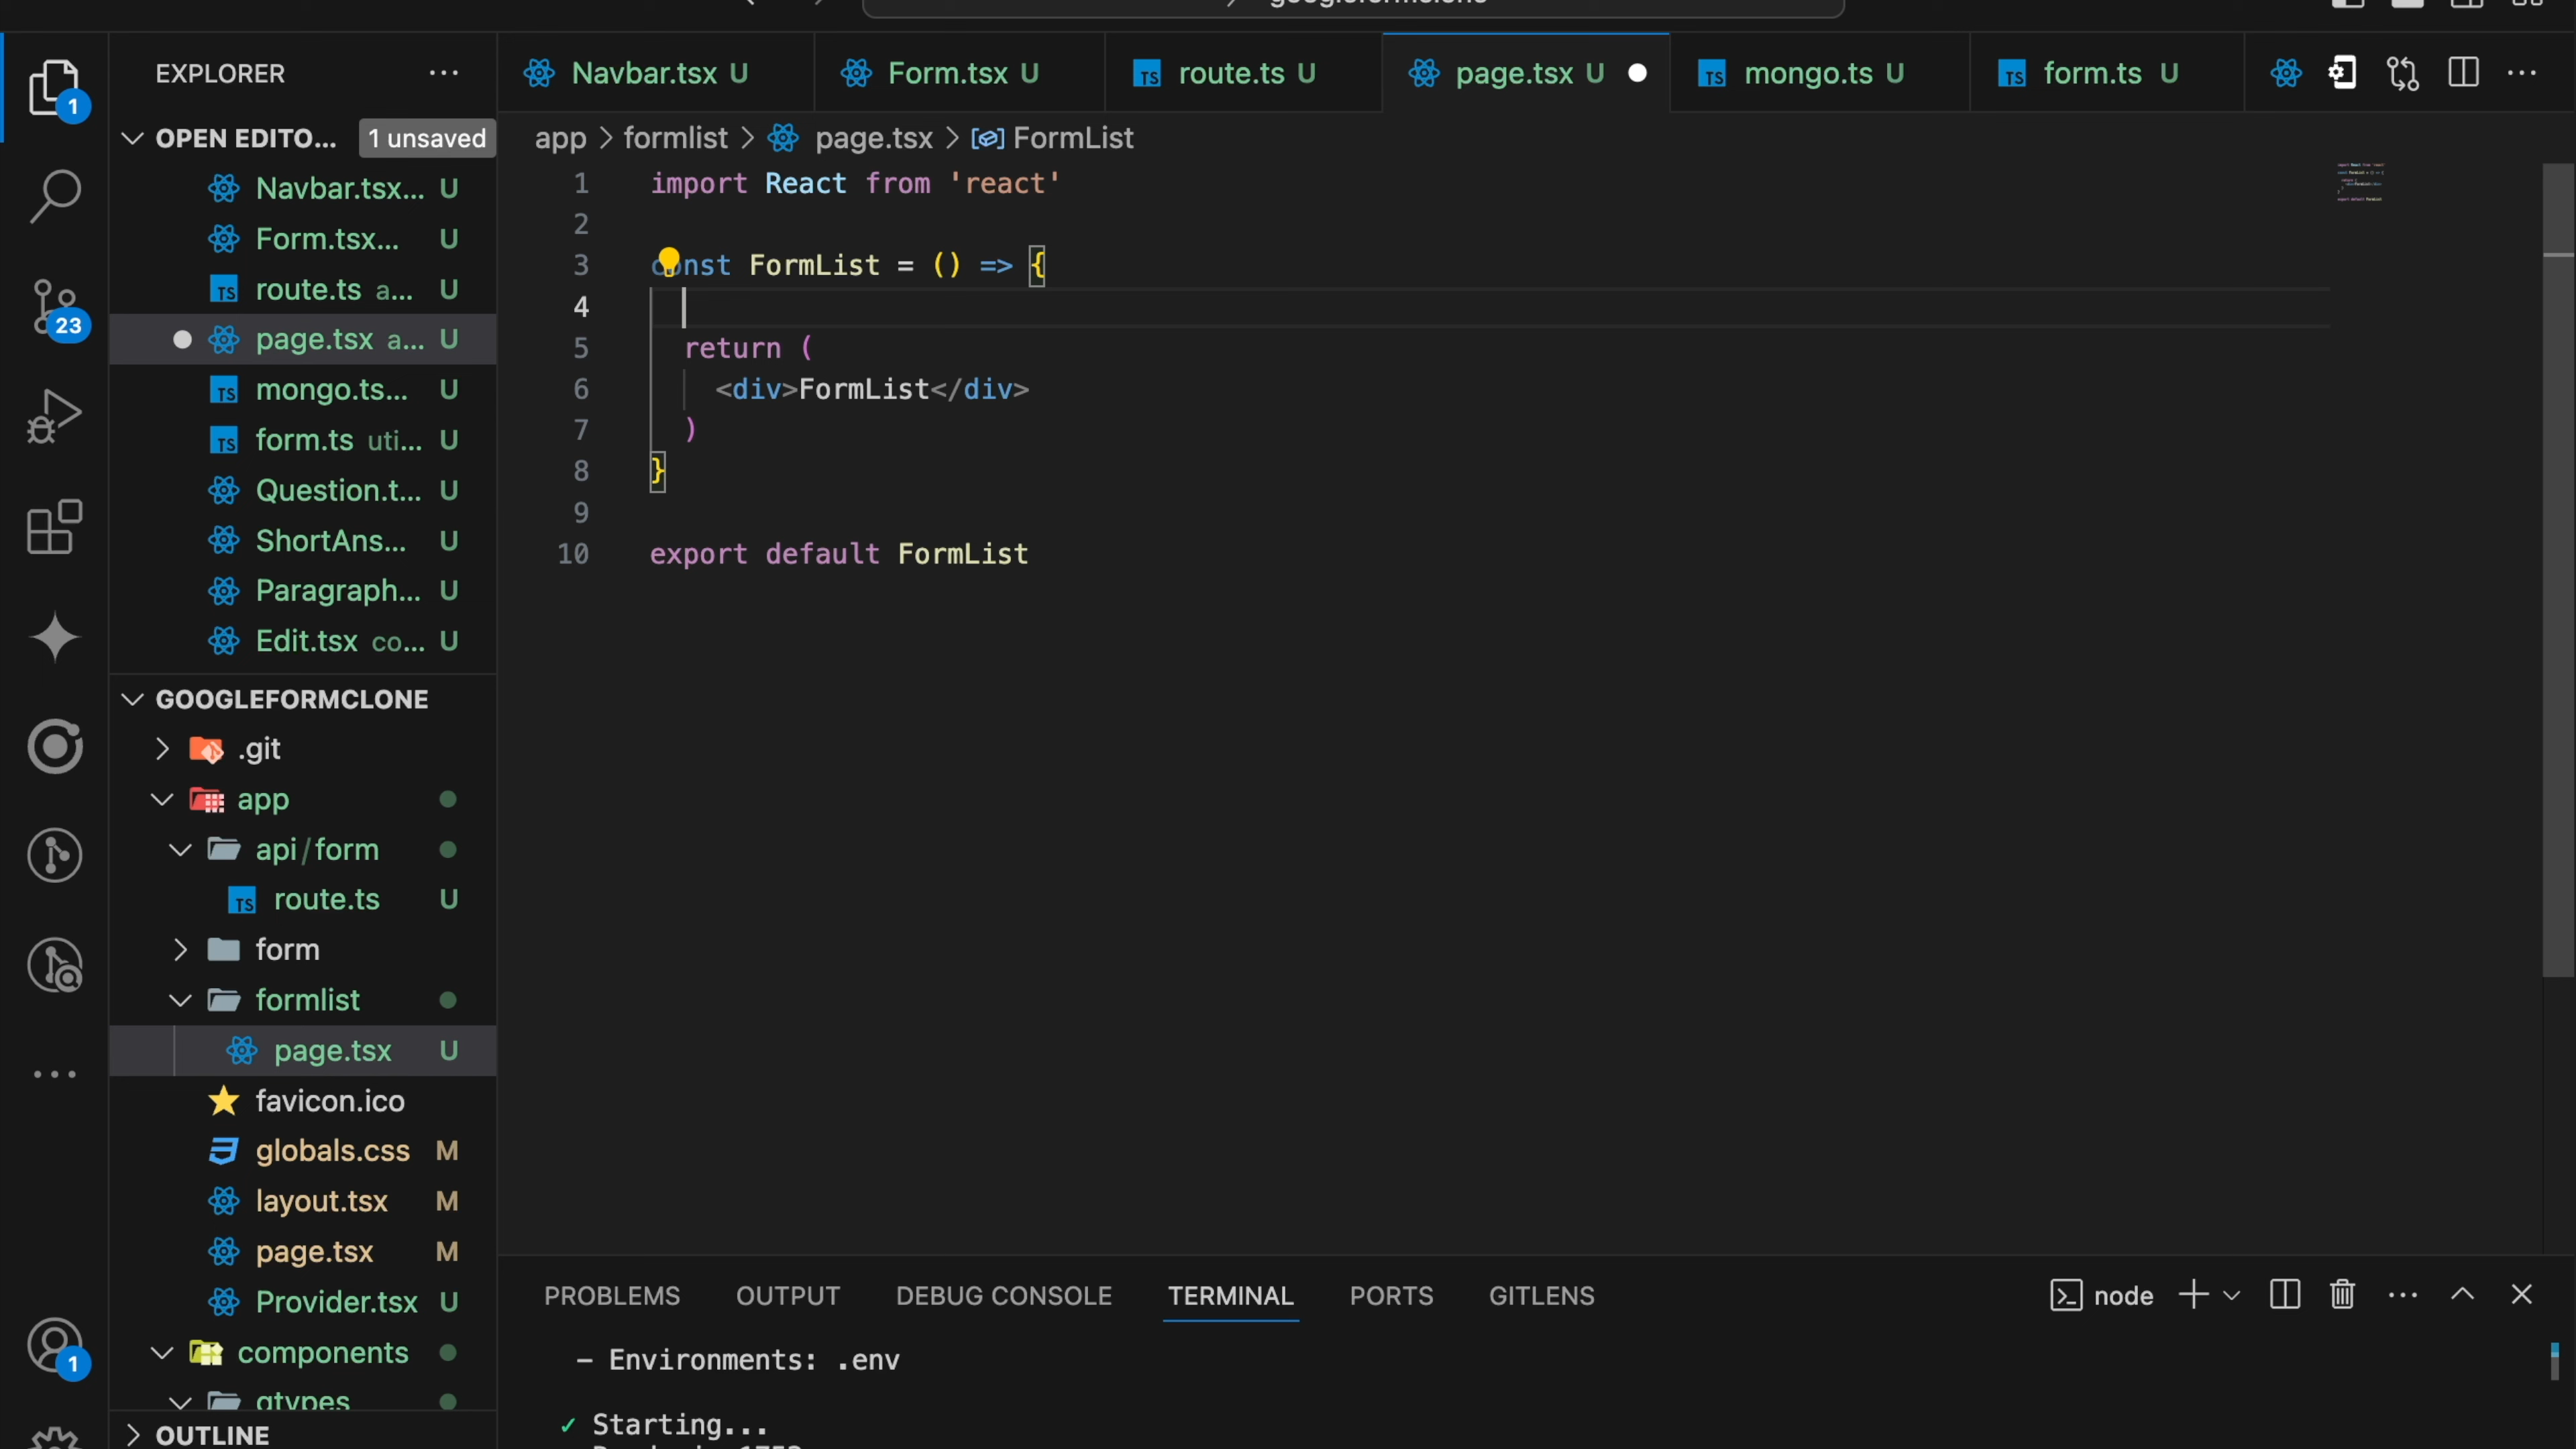 EXPLORER
OPEN EDITO... 1 unsaved
Navbar.tsx... U
Form.tsx... U
route.ts a... U
page.tsx a... U
mongo.ts... U
form.ts uti... U
Question.t... U
ShortAns... U
Paragraph... U
Edit.tsx co... U
GOOGLEFORMCLONE
.git
app
api/form
route.ts U
form
formlist
page.tsx U
favicon.ico
globals.css M
layout.tsx M
page.tsx M
Provider.tsx U
components
qtypes
OUTLINE
1
23
1
Navbar.tsx U
Form.tsx U
route.ts U
page.tsx U
mongo.ts U
form.ts U
app > formlist > page.tsx > FormList
1 import React from 'react'
2
3 const FormList = () => {
4
5 return (
6 <div>FormList</div>
7 )
8 }
9
10 export default FormList
PROBLEMS OUTPUT DEBUG CONSOLE TERMINAL PORTS GITLENS
node
- Environments: .env
✓ Starting...